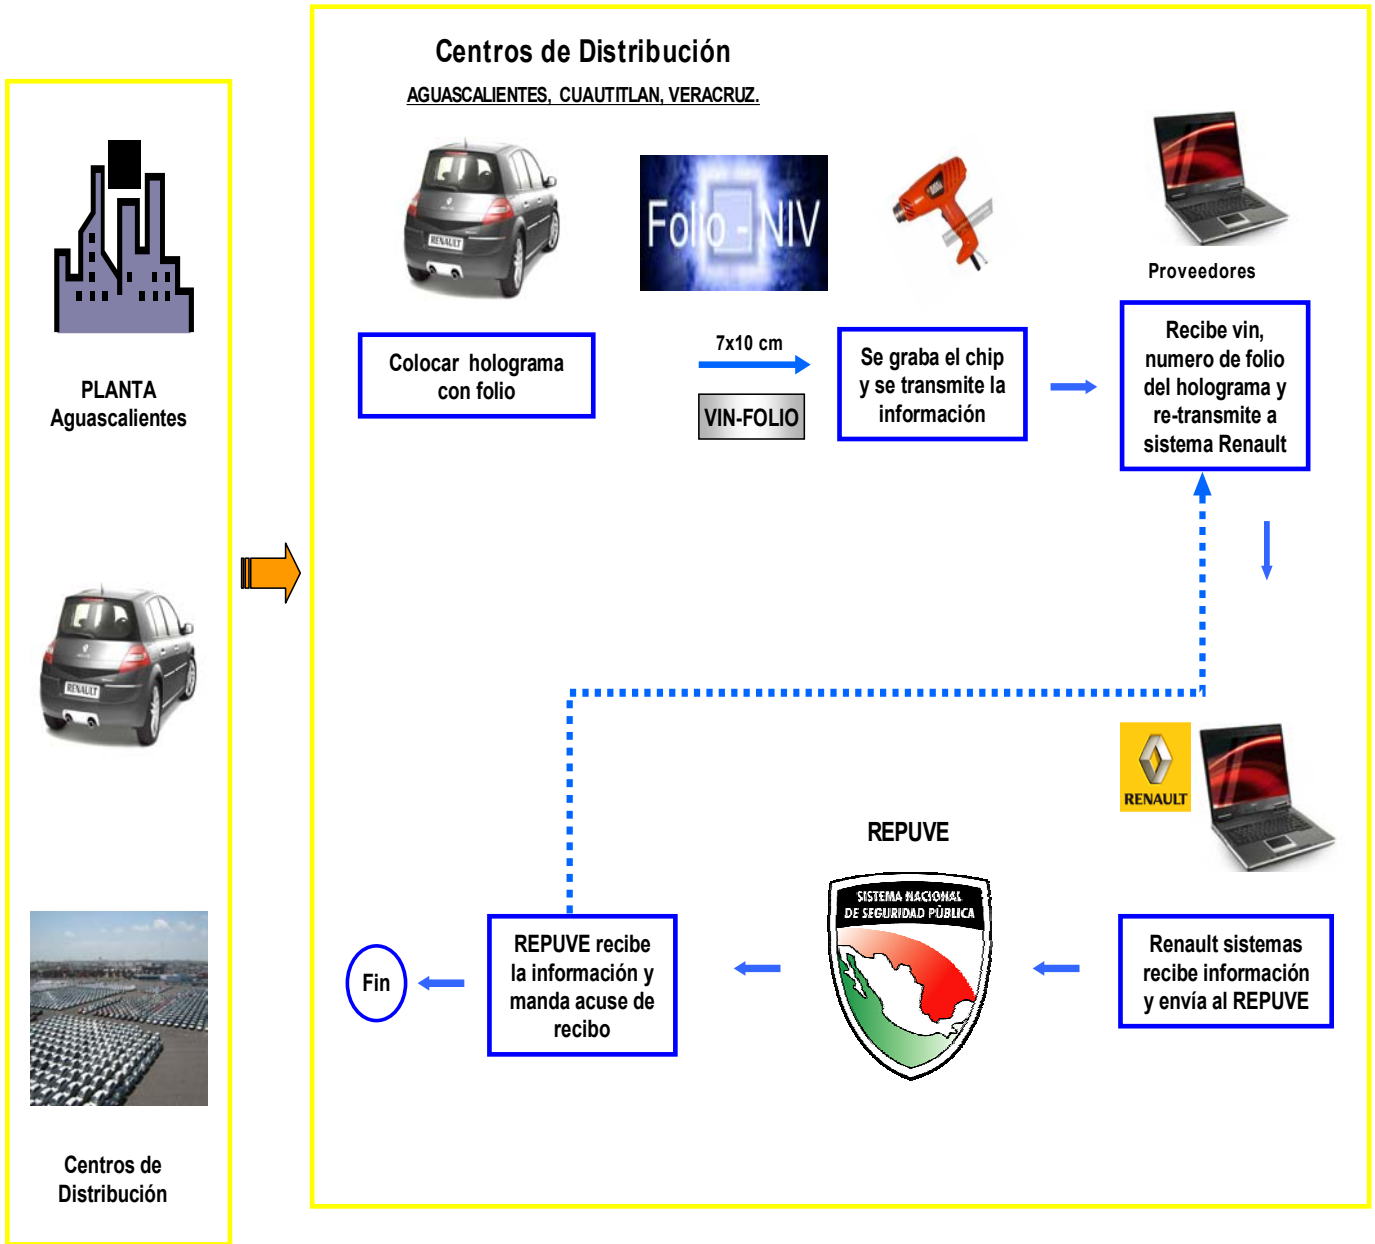 Centros de Distribución
AGUASCALIENTES, CUAUTITLAN, VERACRUZ.
PLANTA
Aguascalientes
RENAULT
Centros de
Distribución
RENAULT
Folio - NIV
Proveedores
Colocar holograma
con folio
7x10 cm
VIN-FOLIO
Se graba el chip
y se transmite la
información
Recibe vin,
numero de folio
del holograma y
re-transmite a
sistema Renault
RENAULT
Renault sistemas
recibe información
y envía al REPUVE
REPUVE
SISTEMA NACIONAL
DE SEGURIDAD PÚBLICA
REPUVE recibe
la información y
manda acuse de
recibo
Fin